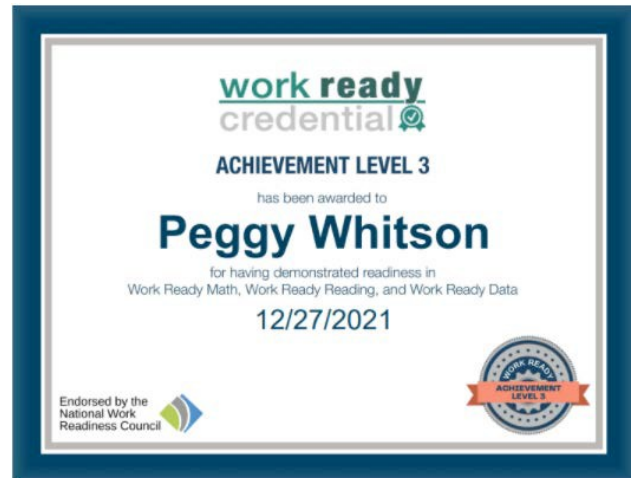 work ready
credential
ACHIEVEMENT LEVEL 3
has been awarded to
Peggy Whitson
for having demonstrated readiness in
Work Ready Math, Work Ready Reading, and Work Ready Data
12/27/2021
Endorsed by the
National Work
Readiness Council
WORK READY
ACHIEVEMENT
LEVEL 3